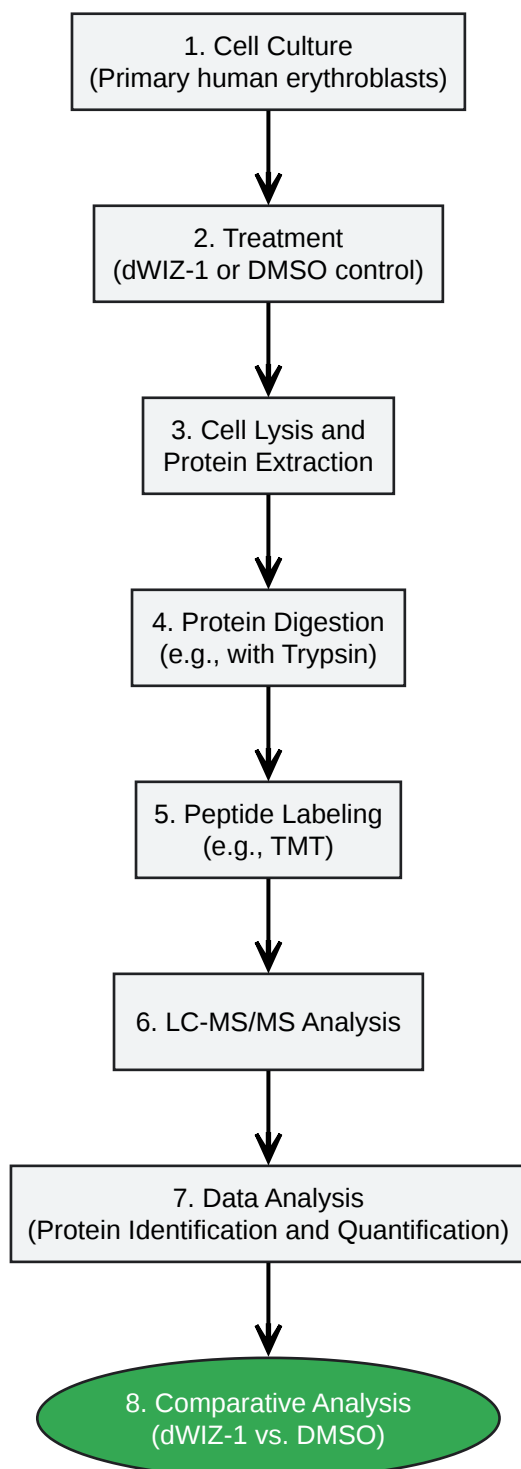 1. Cell Culture
(Primary human erythroblasts)
2. Treatment
(dWIZ-1 or DMSO control)
3. Cell Lysis and
Protein Extraction
4. Protein Digestion
(e.g., with Trypsin)
5. Peptide Labeling
(e.g., TMT)
6. LC-MS/MS Analysis
7. Data Analysis
(Protein Identification and Quantification)
8. Comparative Analysis
(dWIZ-1 vs. DMSO)